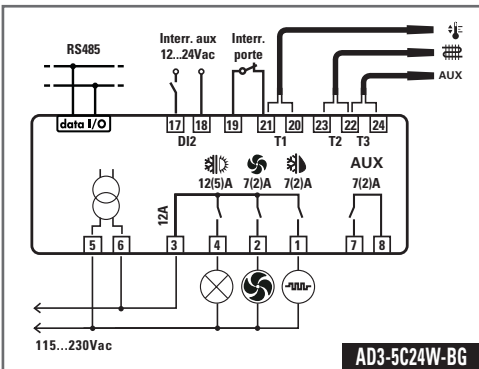 RS485
Interr. aux
12...24Vac
Interr.
porte
AUX
data I/O
17 18 19 21 20 23 22 24
DI2 T1 T2 T3
12(5)A 7(2)A 7(2)A
AUX
7(2)A
12A
5 6 3 4 2 1 7 8
115...230Vac
AD3-5C24W-BG